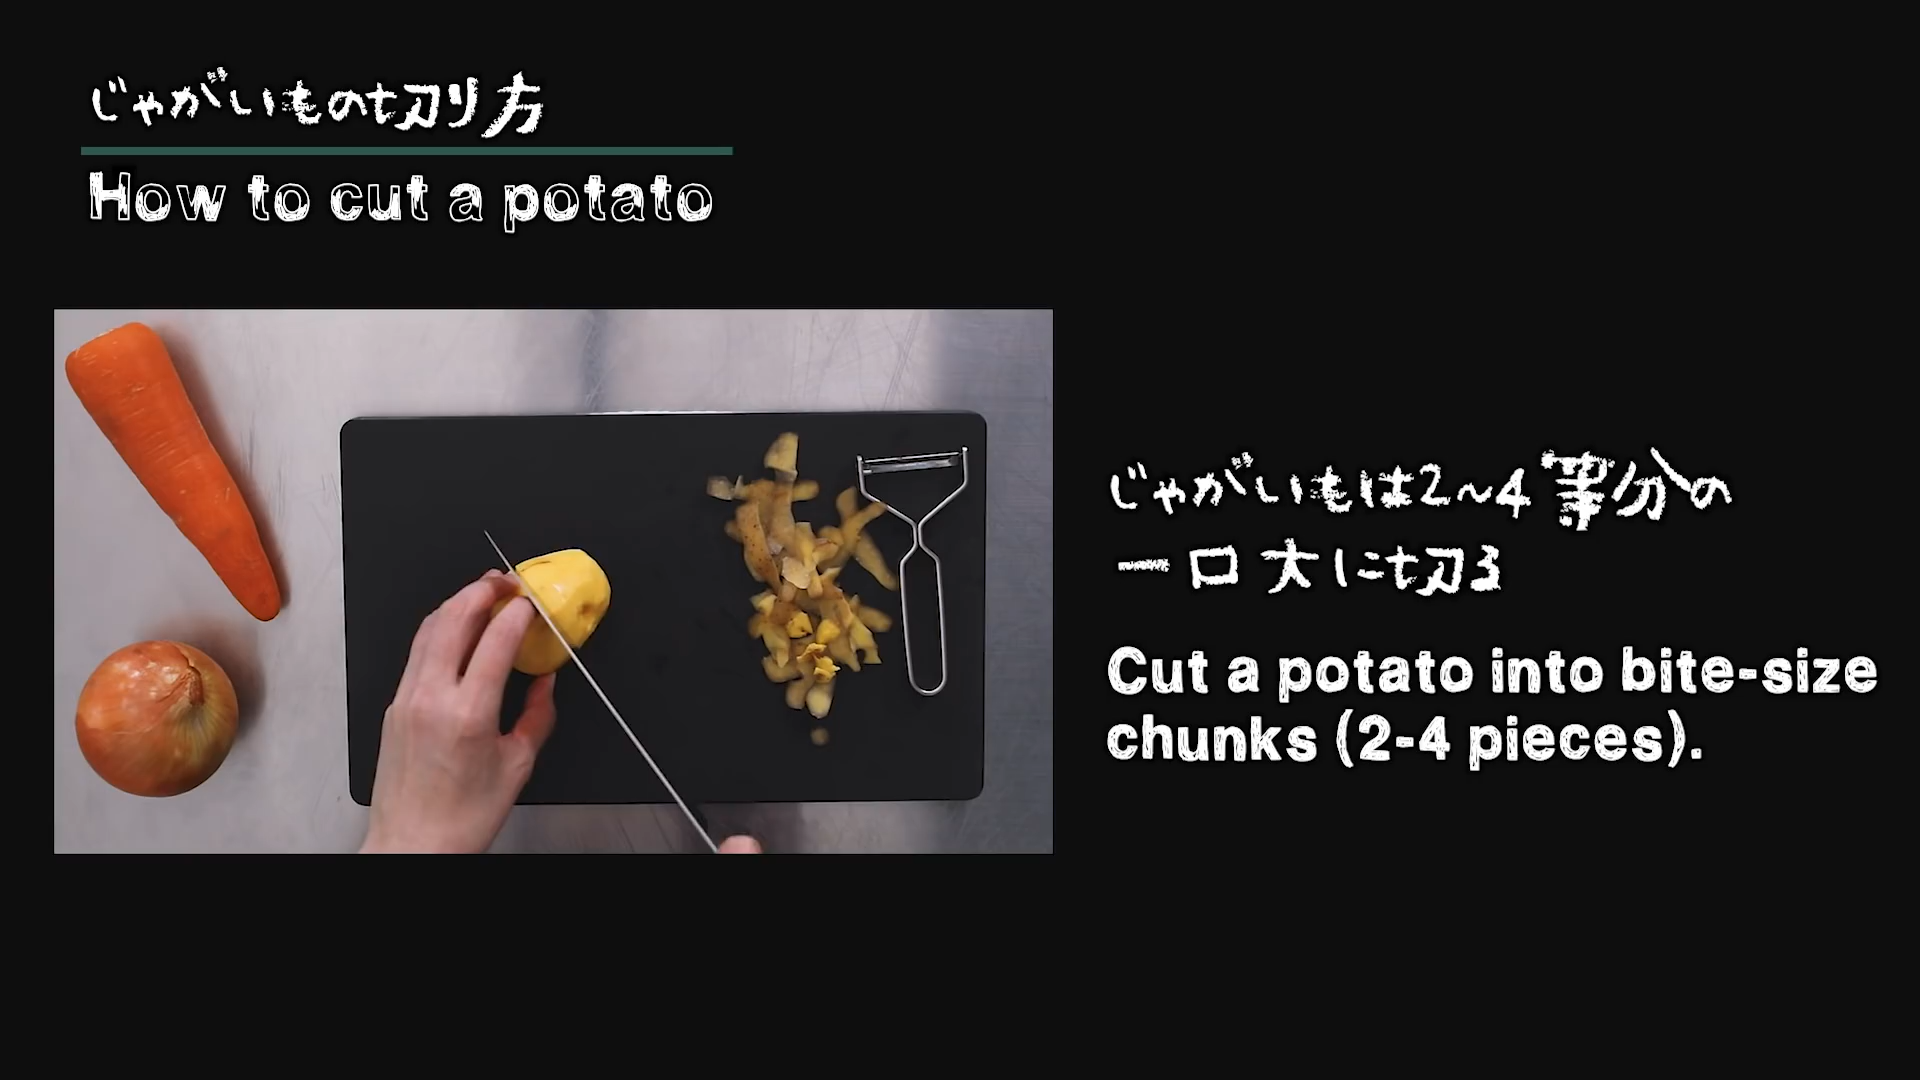 じゃがいもの切り方
How to cut a potato
じゃがいもは2~4等分の
一口大に切る
Cut a potato into bite-size
chunks (2-4 pieces).